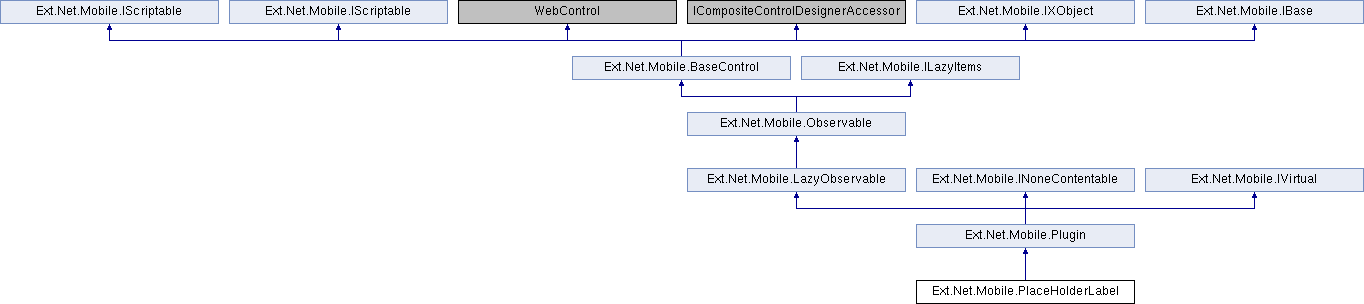 Ext.Net.Mobile.IScriptable
Ext.Net.Mobile.IScriptable
WebControl
ICompositeControlDesignerAccessor
Ext.Net.Mobile.IXObject
Ext.Net.Mobile.IBase
Ext.Net.Mobile.BaseControl
Ext.Net.Mobile.ILazyItems
Ext.Net.Mobile.Observable
Ext.Net.Mobile.LazyObservable
Ext.Net.Mobile.INoneContentable
Ext.Net.Mobile.IVirtual
Ext.Net.Mobile.Plugin
Ext.Net.Mobile.PlaceHolderLabel